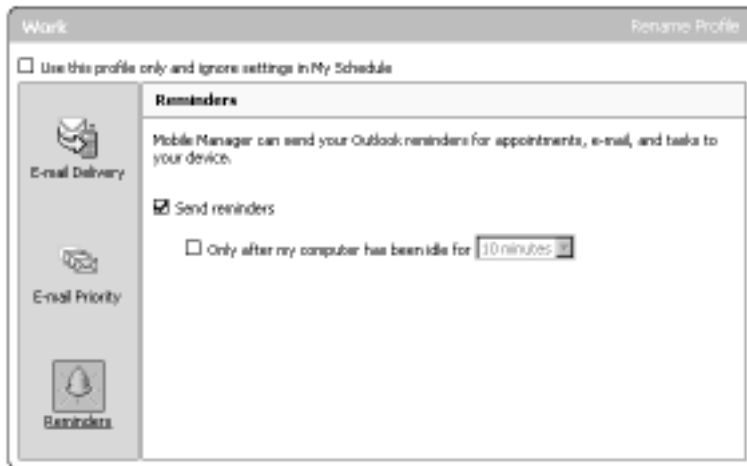 Work
Rename Profile
Use this profile only and ignore settings in My Schedule
Reminders
Mobile Manager can send your Outlook reminders for appointments, e-mail, and tasks to
your device.
E-mail Delivery
Send reminders
Only after my computer has been idle for 10 minutes
E-mail Priority
Reminders